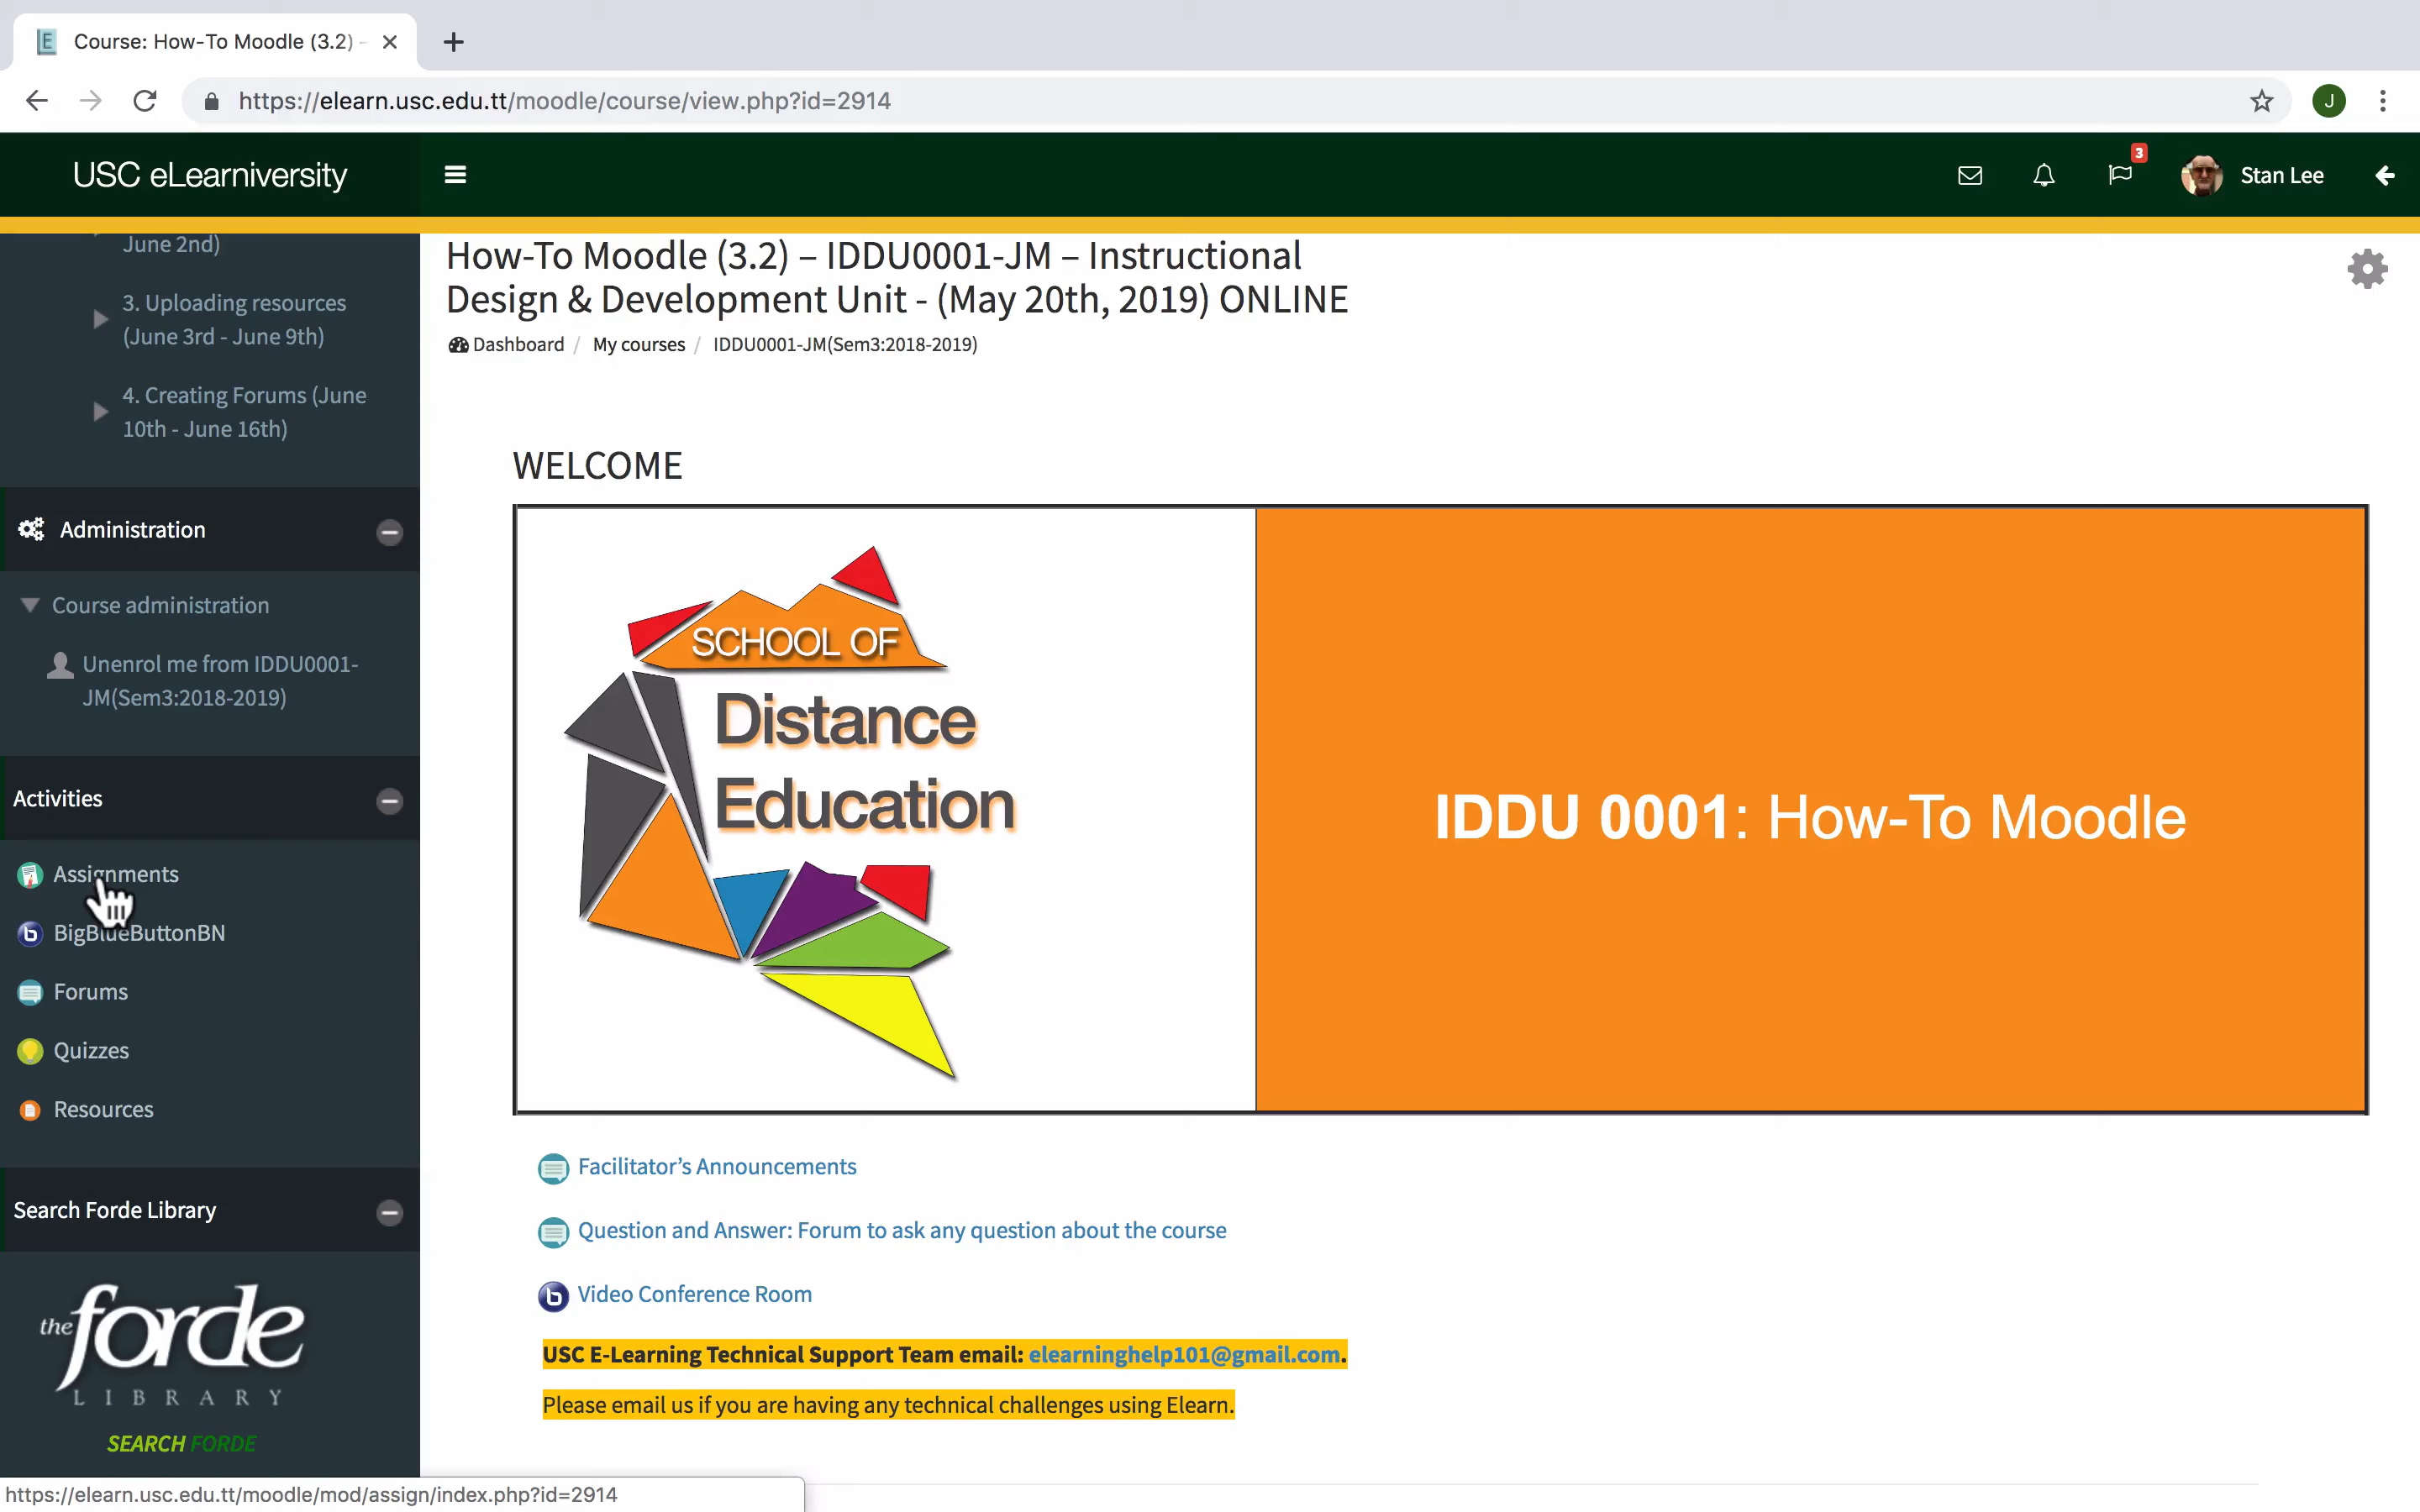 Course: How-To Moodle (3.2) -
https://elearn.usc.edu.tt/moodle/course/view.php?id=2914
J
USC eLearniversity
3
Stan Lee
June 2nd)
3. Uploading resources
(June 3rd - June 9th)
4. Creating Forums (June
10th - June 16th)
Administration
Course administration
Unenrol me from IDDU0001-
JM(Sem3:2018-2019)
Activities
Assignments
BigBlueButtonBN
Forums
Quizzes
Resources
Search Forde Library
the forde
LIBRARY
SEARCH FORDE
How-To Moodle (3.2) – IDDU0001-JM – Instructional
Design & Development Unit - (May 20th, 2019) ONLINE
Dashboard / My courses / IDDU0001-JM(Sem3:2018-2019)
WELCOME
SCHOOL OF
Distance
Education
IDDU 0001: How-To Moodle
Facilitator’s Announcements
Question and Answer: Forum to ask any question about the course
Video Conference Room
USC E-Learning Technical Support Team email: elearninghelp101@gmail.com.
Please email us if you are having any technical challenges using Elearn.
https://elearn.usc.edu.tt/moodle/mod/assign/index.php?id=2914